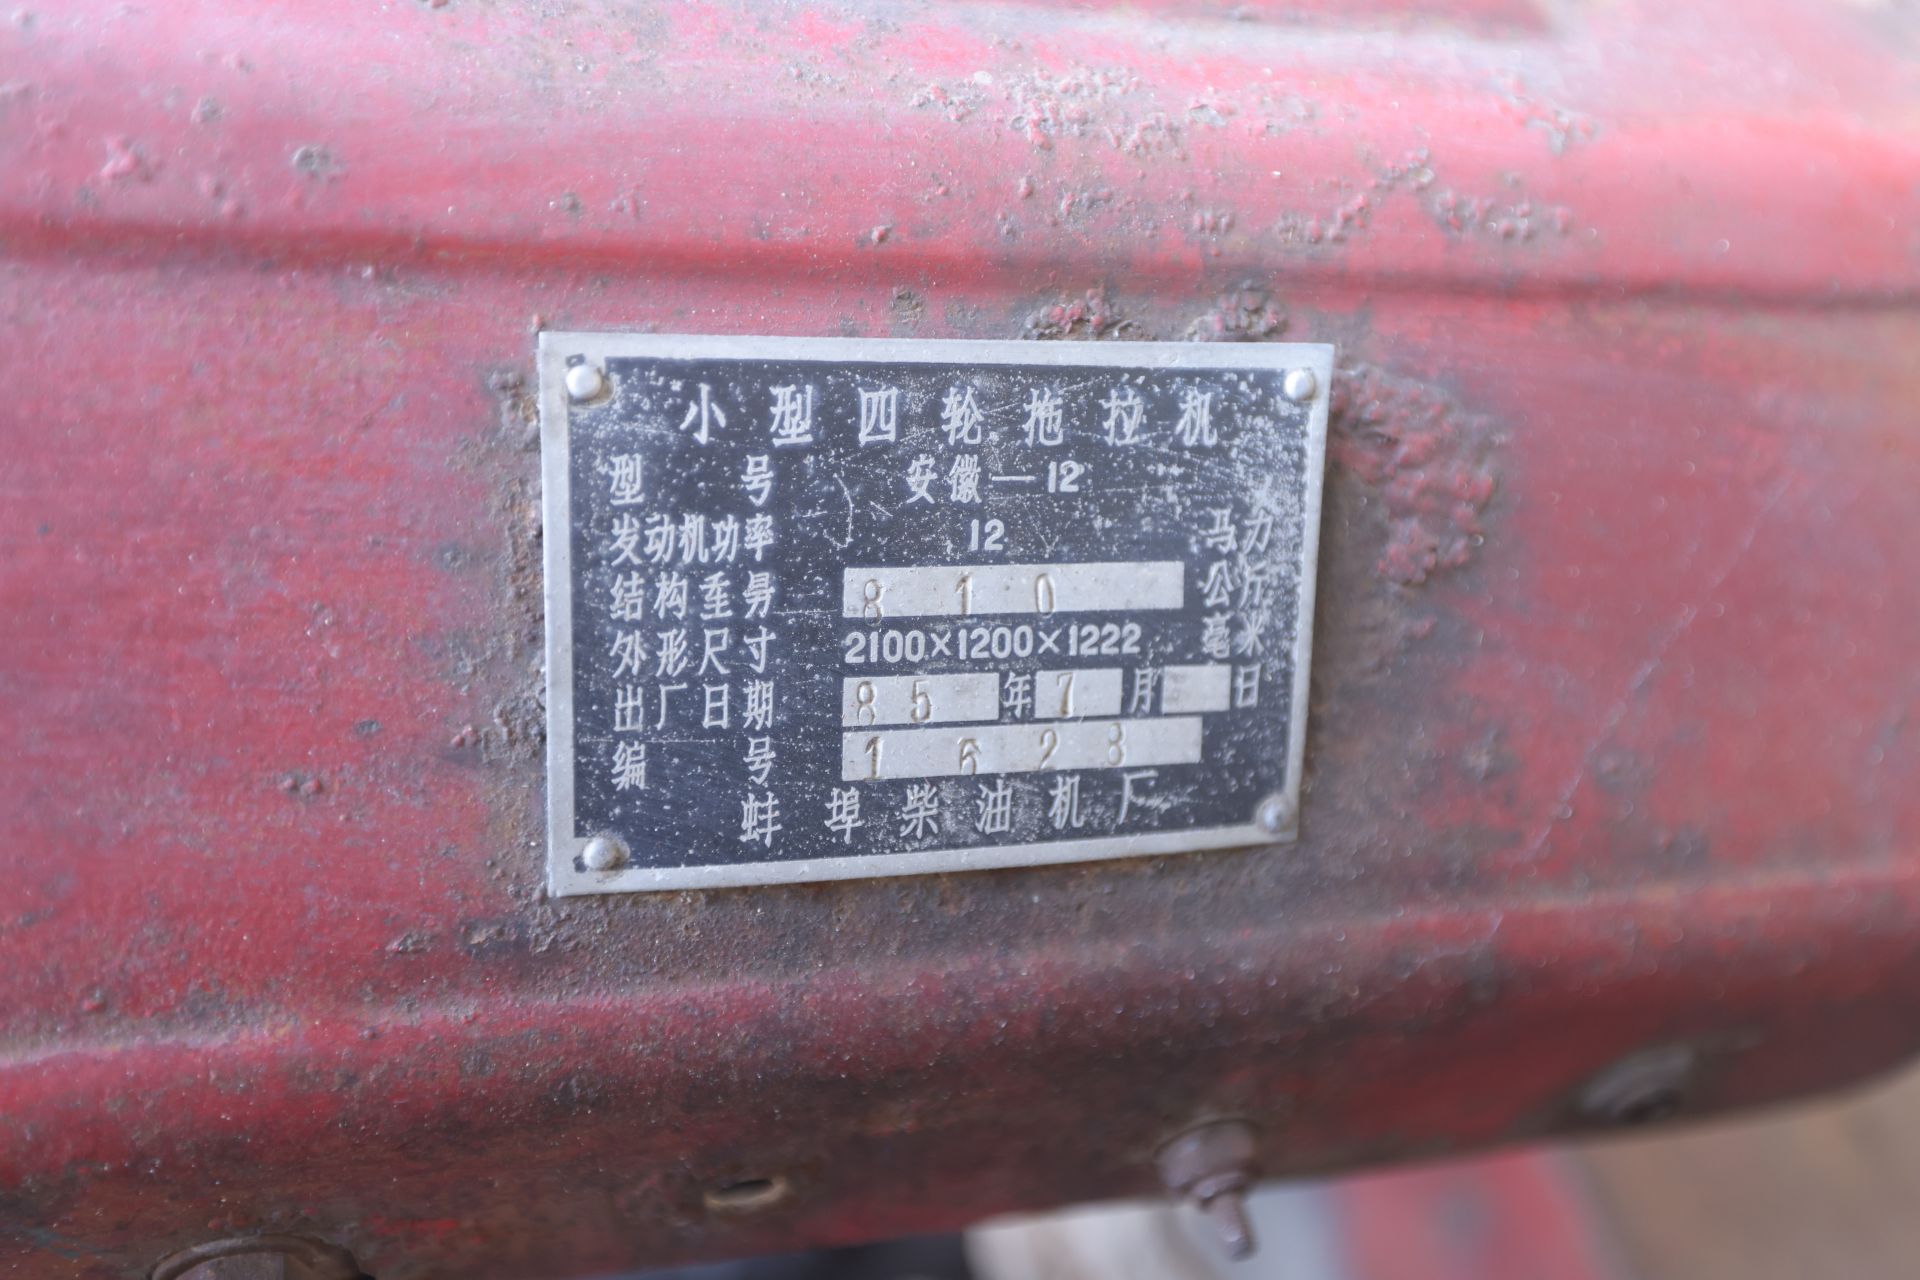 小型四轮拖拉机
型号 安徽—12
发动机功率 12 马力
结构重量 810 公斤
外形尺寸 2100×1200×1222 毫米
出厂日期 85年7月 日
编号 1628
蚌埠柴油机厂